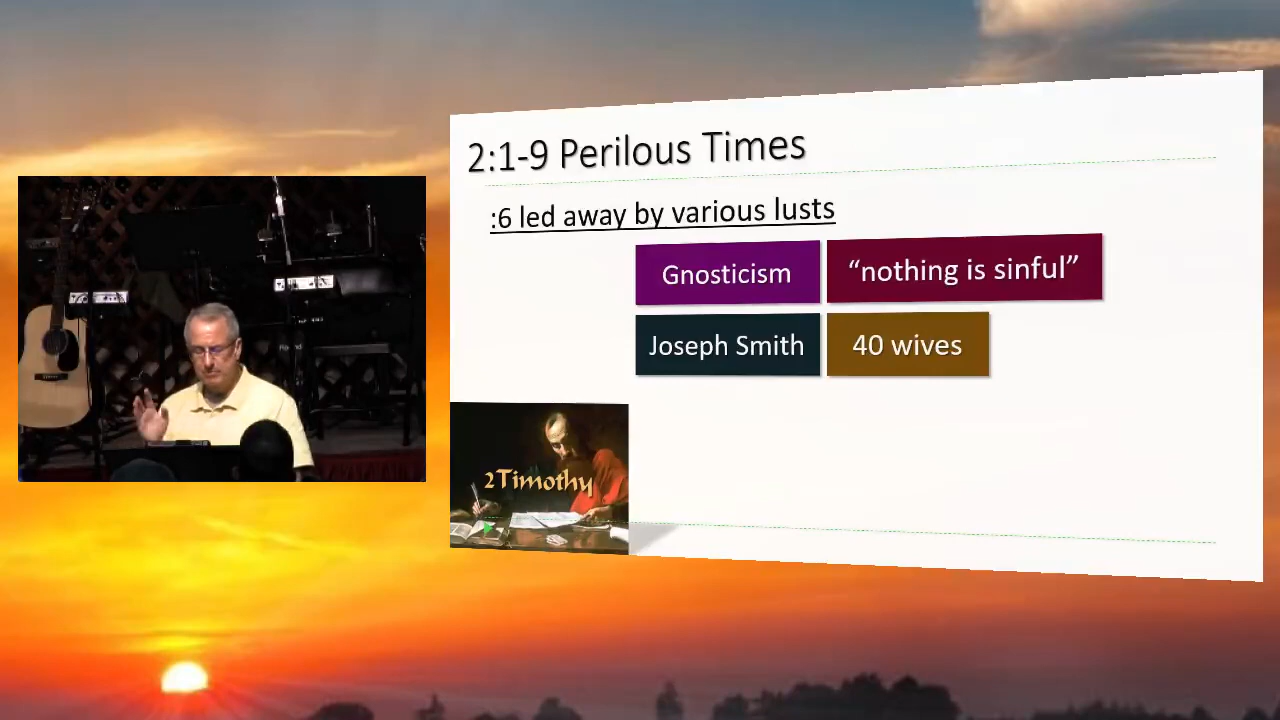 2:1-9 Perilous Times
:6 led away by various lusts
Gnosticism
“nothing is sinful”
Joseph Smith
40 wives
2Timothy